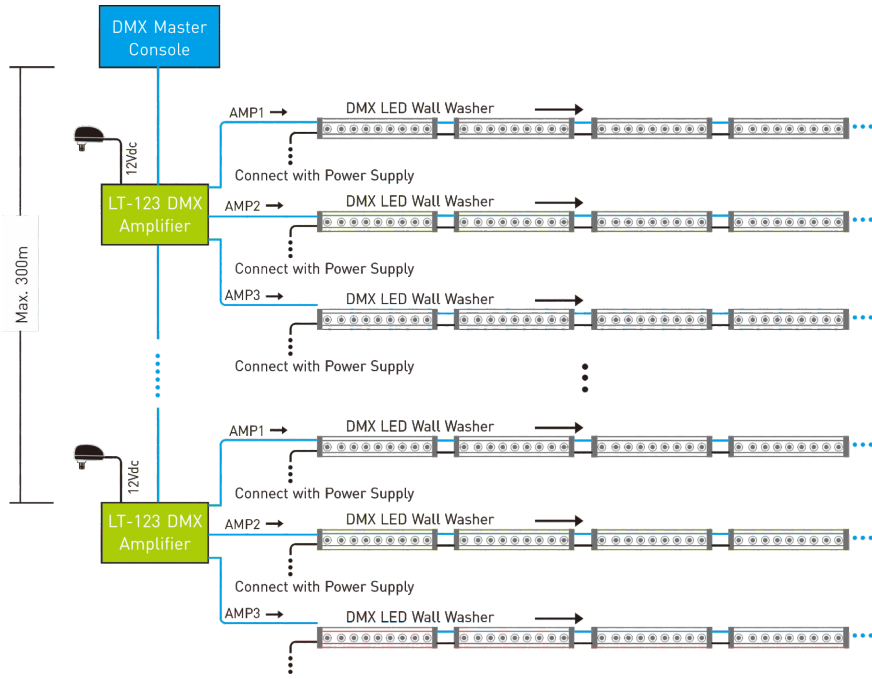 DMX Master
Console
AMP1
DMX LED Wall Washer
12Vdc
Connect with Power Supply
LT-123 DMX
Amplifier
AMP2
DMX LED Wall Washer
Connect with Power Supply
Max. 300m
AMP3
DMX LED Wall Washer
Connect with Power Supply
AMP1
DMX LED Wall Washer
12Vdc
Connect with Power Supply
LT-123 DMX
Amplifier
AMP2
DMX LED Wall Washer
Connect with Power Supply
AMP3
DMX LED Wall Washer